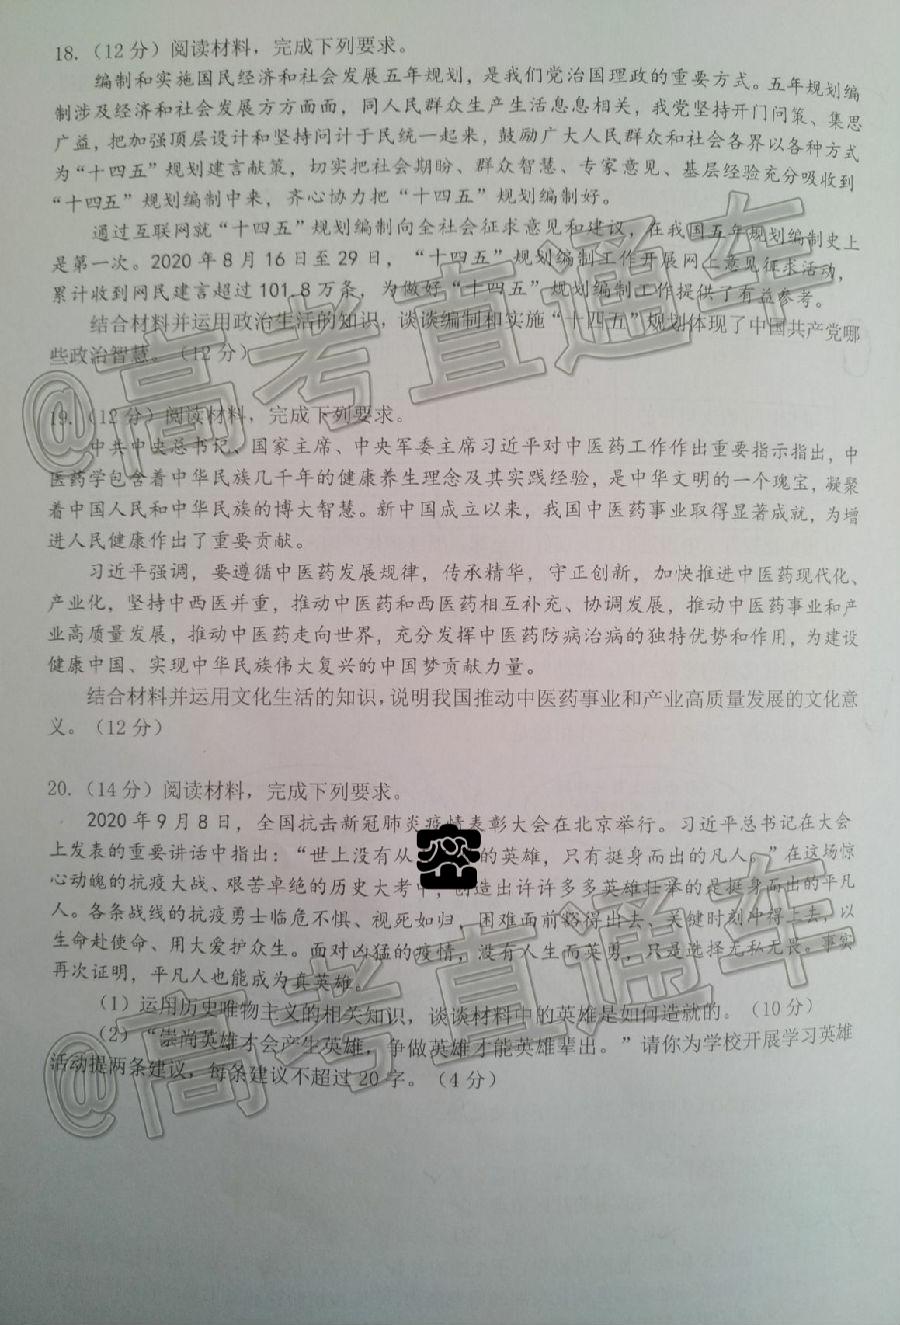 18.（12分）阅读材料，完成下列要求。
编制和实施国民经济和社会发展五年规划，是我们党治国理政的重要方式。五年规划编
制涉及经济和社会发展方方面面，同人民群众生产生活息息相关，我党坚持开门问策、集思
广益，把加强顶层设计和坚持问计于民统一起来，鼓励广大人民群众和社会各界以各种方式
为“十四五”规划建言献策，切实把社会期盼、群众智慧、专家意见、基层经验充分吸收到
“十四五”规划编制中来，齐心协力把“十四五”规划编制好。
通过互联网就“十四五”规划编制向全社会征求意见和建议，在我国五年规划编制史上
是第一次。2020年8月16日至29日，“十四五”规划编制工作开展网上意见征求活动，
累计收到网民建言超过101.8万条，为做好“十四五”规划编制工作提供了有益参考。
结合材料并运用政治生活的知识，谈谈编制和实施“十四五”规划体现了中国共产党哪
些政治智慧。（12分）
19.（12分）阅读材料，完成下列要求。
中共中央总书记、国家主席、中央军委主席习近平对中医药工作作出重要指示指出，中
医药学包含着中华民族几千年的健康养生理念及其实践经验，是中华文明的一个瑰宝，凝聚
着中国人民和中华民族的博大智慧。新中国成立以来，我国中医药事业取得显著成就，为增
进人民健康作出了重要贡献。
习近平强调，要遵循中医药发展规律，传承精华，守正创新，加快推进中医药现代化、
产业化，坚持中西医并重，推动中医药和西医药相互补充、协调发展，推动中医药事业和产
业高质量发展，推动中医药走向世界，充分发挥中医药防病治病的独特优势和作用，为建设
健康中国、实现中华民族伟大复兴的中国梦贡献力量。
结合材料并运用文化生活的知识，说明我国推动中医药事业和产业高质量发展的文化意
义。（12分）
20.（14分）阅读材料，完成下列要求。
2020年9月8日，全国抗击新冠肺炎疫情表彰大会在北京举行。习近平总书记在大会
上发表的重要讲话中指出：“世上没有从的英雄，只有挺身而出的凡人。”在这场惊
心动魄的抗疫大战、艰苦卓绝的历史大考中，创造出许许多多英雄壮举的是挺身而出的平凡
人。各条战线的抗疫勇士临危不惧、视死如归，困难面前豁得出去、关键时刻冲得上去，以
生命赴使命、用大爱护众生。面对凶猛的疫情，没有人生而英勇，只是选择无私无畏。事实
再次证明，平凡人也能成为真英雄。
（1）运用历史唯物主义的相关知识，谈谈材料中的英雄是如何造就的。（10分）
（2）“崇尚英雄才会产生英雄，争做英雄才能英雄辈出。”请你为学校开展学习英雄
活动提两条建议，每条建议不超过20字。（4分）
@高考直通车
@高考直通车